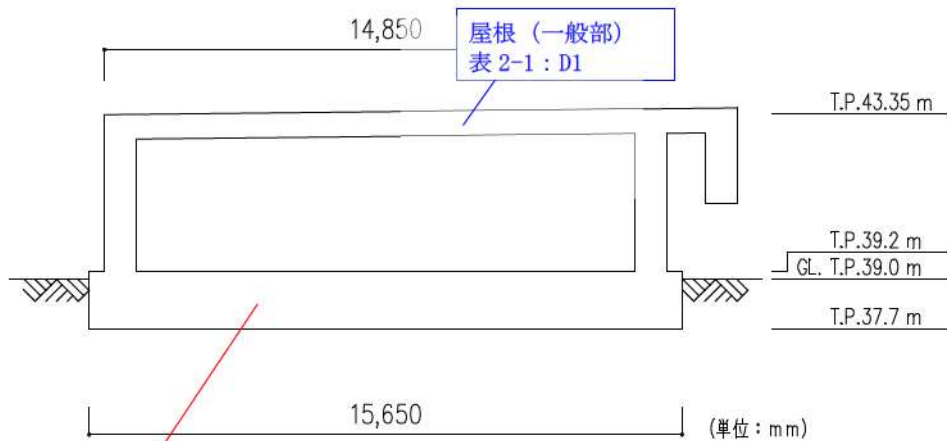 14,850
屋根（一般部）
表 2-1：D1
T.P.43.35 m
T.P.39.2 m
GL. T.P.39.0 m
T.P.37.7 m
15,650
(単位：mm)